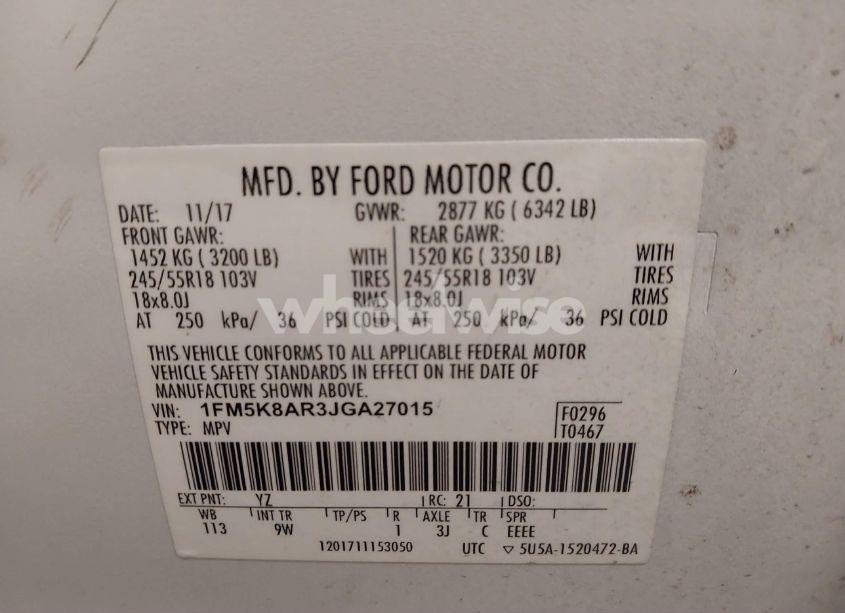 MFD. BY FORD MOTOR CO.
DATE: 11/17 GVWR: 2877 KG ( 6342 LB)
FRONT GAWR: REAR GAWR:
1452 KG ( 3200 LB) WITH 1520 KG ( 3350 LB) WITH
245/55R18 103V TIRES 245/55R18 103V TIRES
18x8.0J RIMS 18x8.0J RIMS
AT 250 kPa/ 36 PSI COLD AT 250 kPa/ 36 PSI COLD
wheelwise
THIS VEHICLE CONFORMS TO ALL APPLICABLE FEDERAL MOTOR
VEHICLE SAFETY STANDARDS IN EFFECT ON THE DATE OF
MANUFACTURE SHOWN ABOVE.
VIN: 1FM5K8AR3JGA27015 F0296
TYPE: MPV T0467
EXT PNT: YZ RC: 21 DSO:
WB INT TR TP/PS R AXLE TR SPR
113 9W 1 3J C EEEE
1201711153050 UTC ▽ 5U5A-1520472-BA